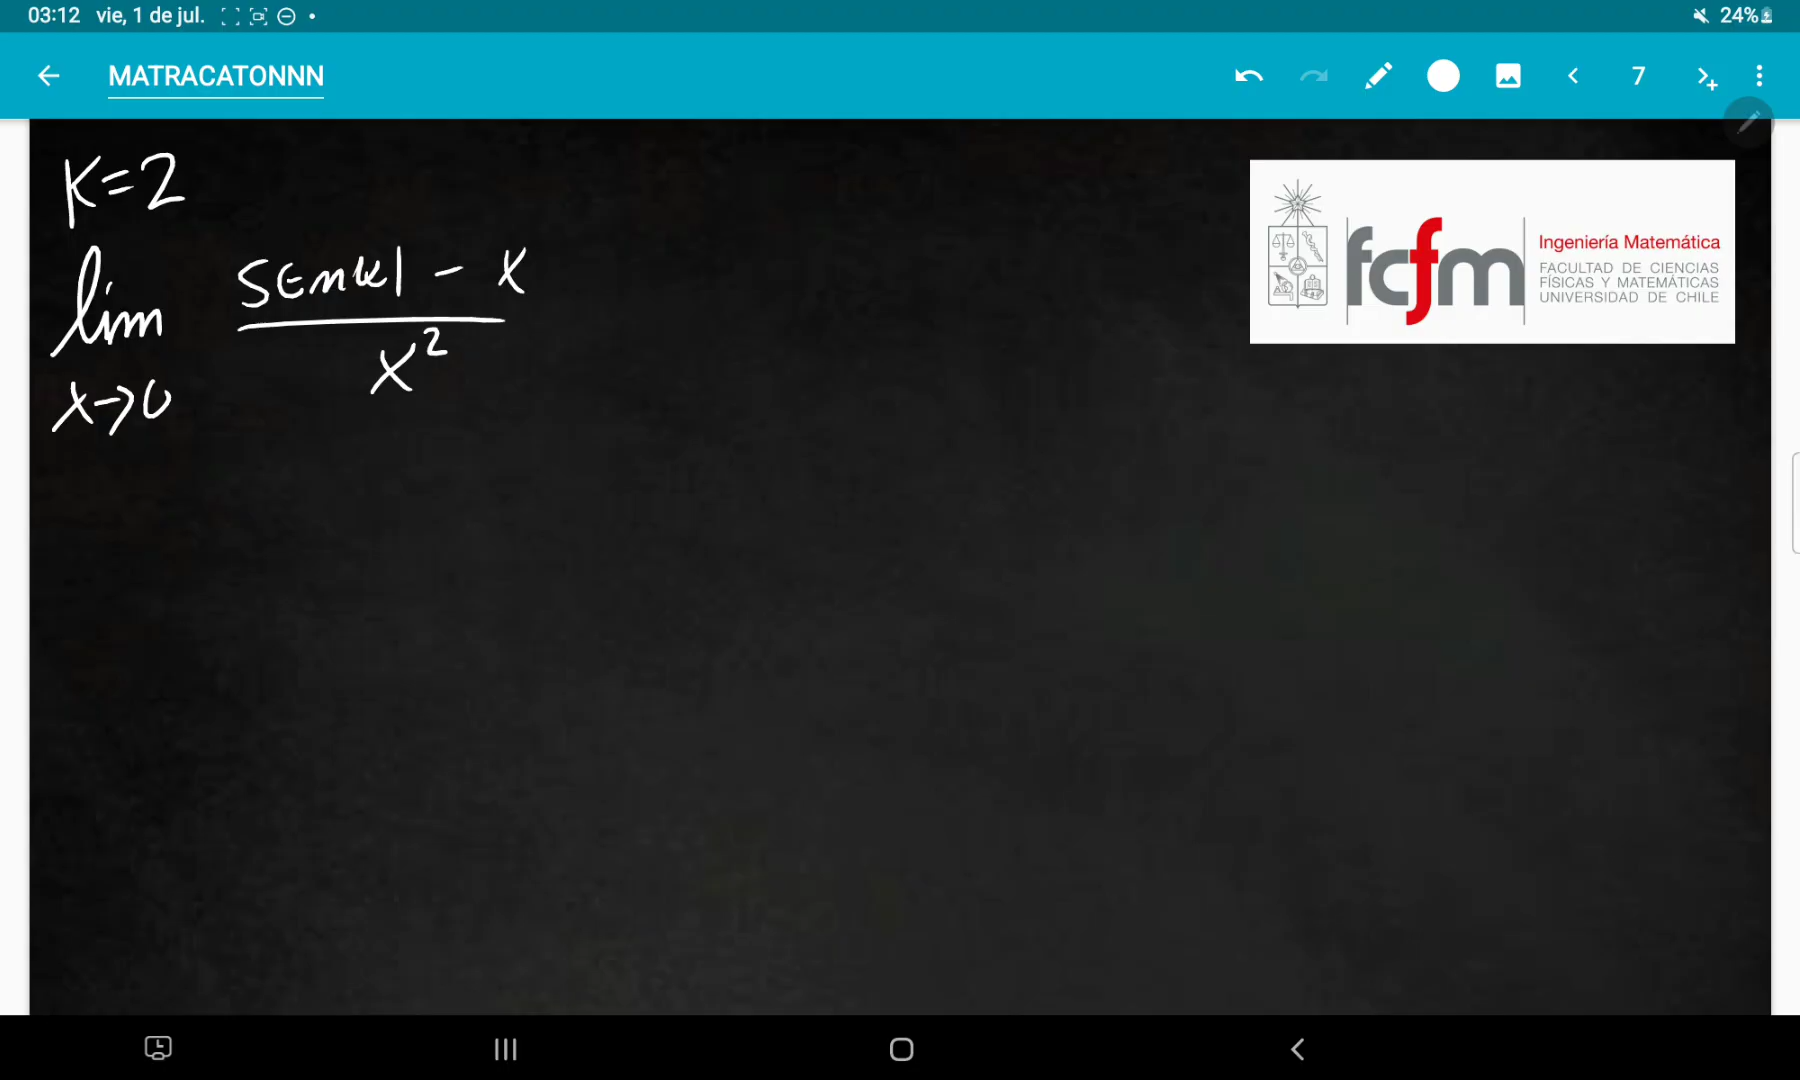 03:12 vie, 1 de jul. 24%
MATRACATONNN 7
K=2
lim sen(x) - x
x²
x→0
fcfm
Ingeniería Matemática
FACULTAD DE CIENCIAS
FÍSICAS Y MATEMÁTICAS
UNIVERSIDAD DE CHILE